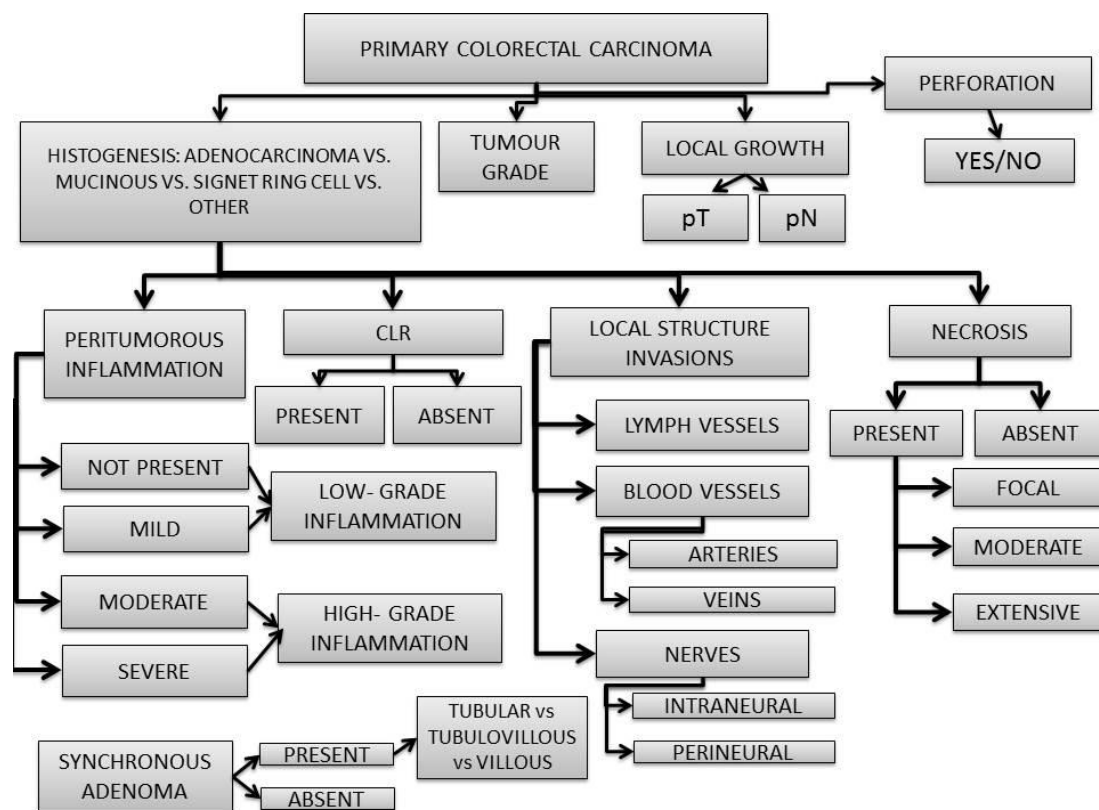 PRIMARY COLORECTAL CARCINOMA
PERFORATION
YES/NO
HISTOGENESIS: ADENOCARCINOMA VS.
MUCINOUS VS. SIGNET RING CELL VS.
OTHER
TUMOUR
GRADE
LOCAL GROWTH
pT
pN
PERITUMOROUS
INFLAMMATION
NOT PRESENT
MILD
LOW- GRADE
INFLAMMATION
MODERATE
SEVERE
HIGH- GRADE
INFLAMMATION
CLR
PRESENT
ABSENT
LOCAL STRUCTURE
INVASIONS
LYMPH VESSELS
BLOOD VESSELS
ARTERIES
VEINS
NERVES
INTRANEURAL
PERINEURAL
NECROSIS
PRESENT
ABSENT
FOCAL
MODERATE
EXTENSIVE
SYNCHRONOUS
ADENOMA
PRESENT
ABSENT
TUBULAR vs
TUBULOVILLOUS
vs VILLOUS